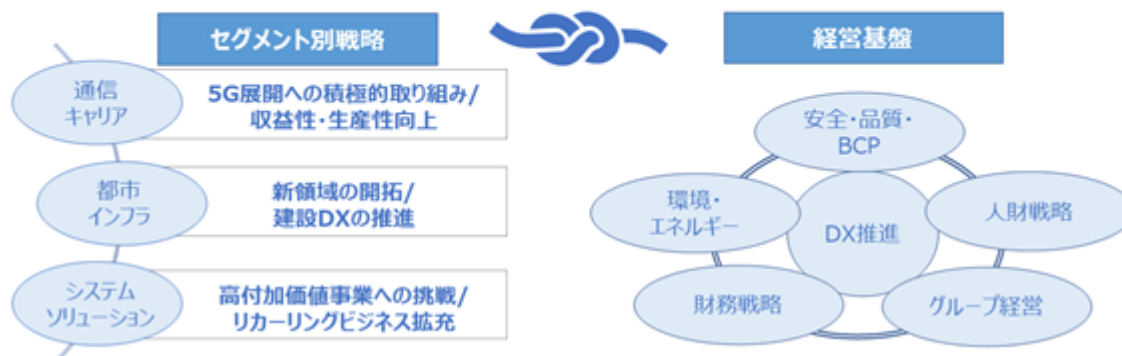 セグメント別戦略
通信
キャリア
5G展開への積極的取り組み/
収益性・生産性向上
都市
インフラ
新領域の開拓/
建設DXの推進
システム
ソリューション
高付加価値事業への挑戦/
リカーリングビジネス拡充
経営基盤
安全・品質・
BCP
環境・
エネルギー
DX推進
人財戦略
財務戦略
グループ経営